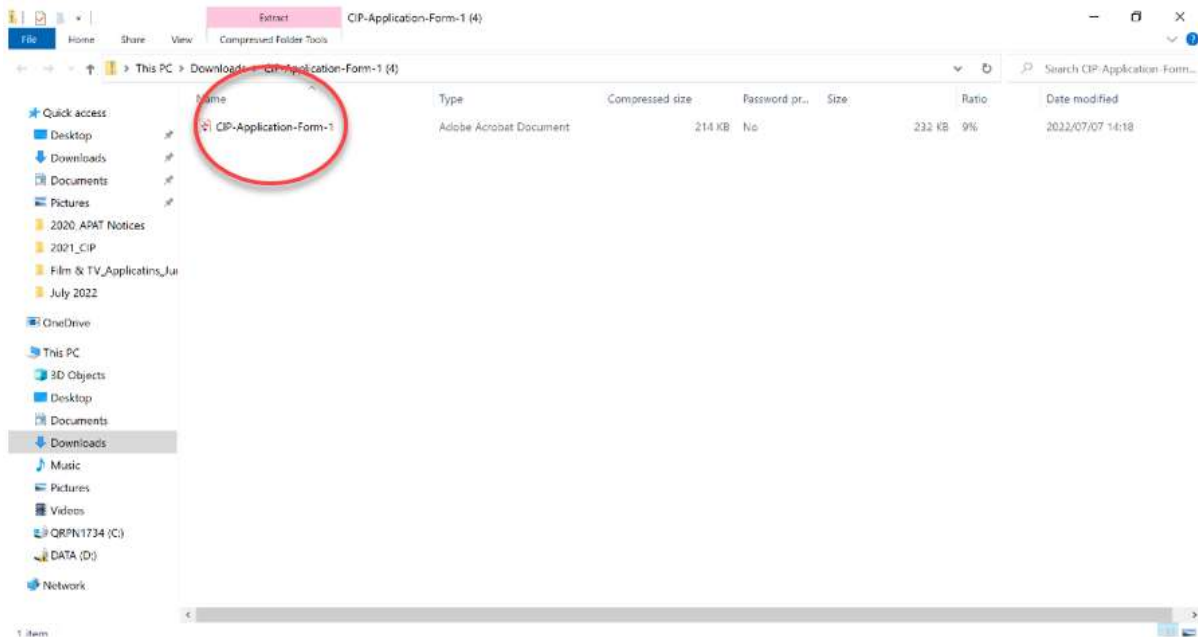 Extract CIP-Application-Form-1 (4)
File Home Share View Compressed Folder Tools
This PC > Downloads > CIP-Application-Form-1 (4) Search CIP-Application-Form...
Name Type Compressed size Password pr... Size Ratio Date modified
CIP-Application-Form-1 Adobe Acrobat Document 214 KB No 232 KB 9% 2022/07/07 14:18
Quick access
Desktop
Downloads
Documents
Pictures
2020_APAT Notices
2021_CIP
Film & TV_Applicatins_Jur
July 2022
OneDrive
This PC
3D Objects
Desktop
Documents
Downloads
Music
Pictures
Videos
QRPN1734 (C:)
DATA (D:)
Network
1 item